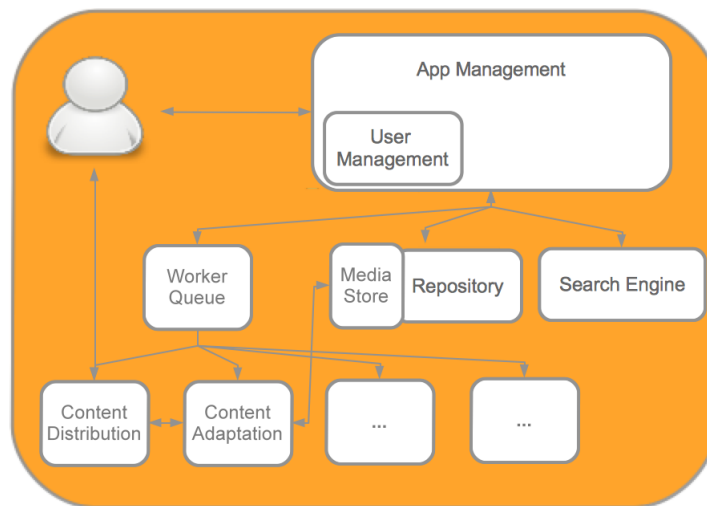 App Management
User
Management
Worker
Queue
Media
Store
Repository
Search Engine
Content
Distribution
Content
Adaptation
...
...